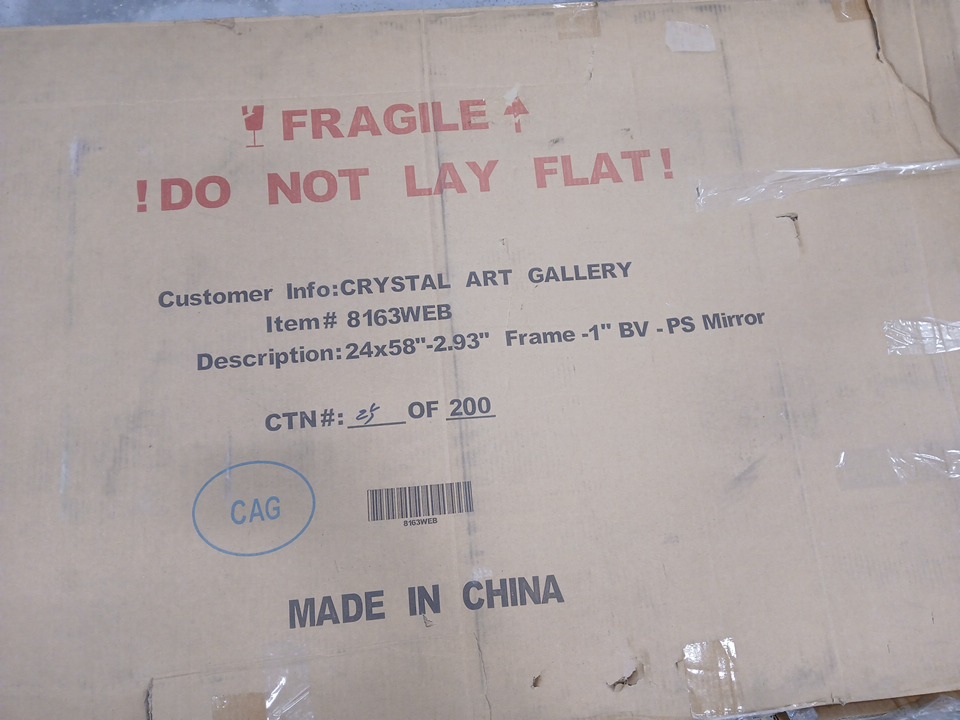 FRAGILE
!DO NOT LAY FLAT!
Customer Info:CRYSTAL ART GALLERY
Item# 8163WEB
Description:24x58"-2.93" Frame -1" BV -PS Mirror
CTN#: 25 OF 200
CAG
8163WEB
MADE IN CHINA